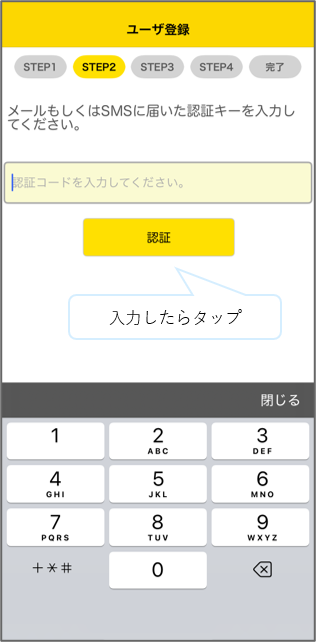 ユーザ登録
STEP1 STEP2 STEP3 STEP4 完了
メールもしくはSMSに届いた認証キーを入力し
てください。
認証コードを入力してください。
認証
入力したらタップ
閉じる
1 2 3
ABC DEF
4 5 6
GHI JKL MNO
7 8 9
PQRS TUV WXYZ
+*# 0